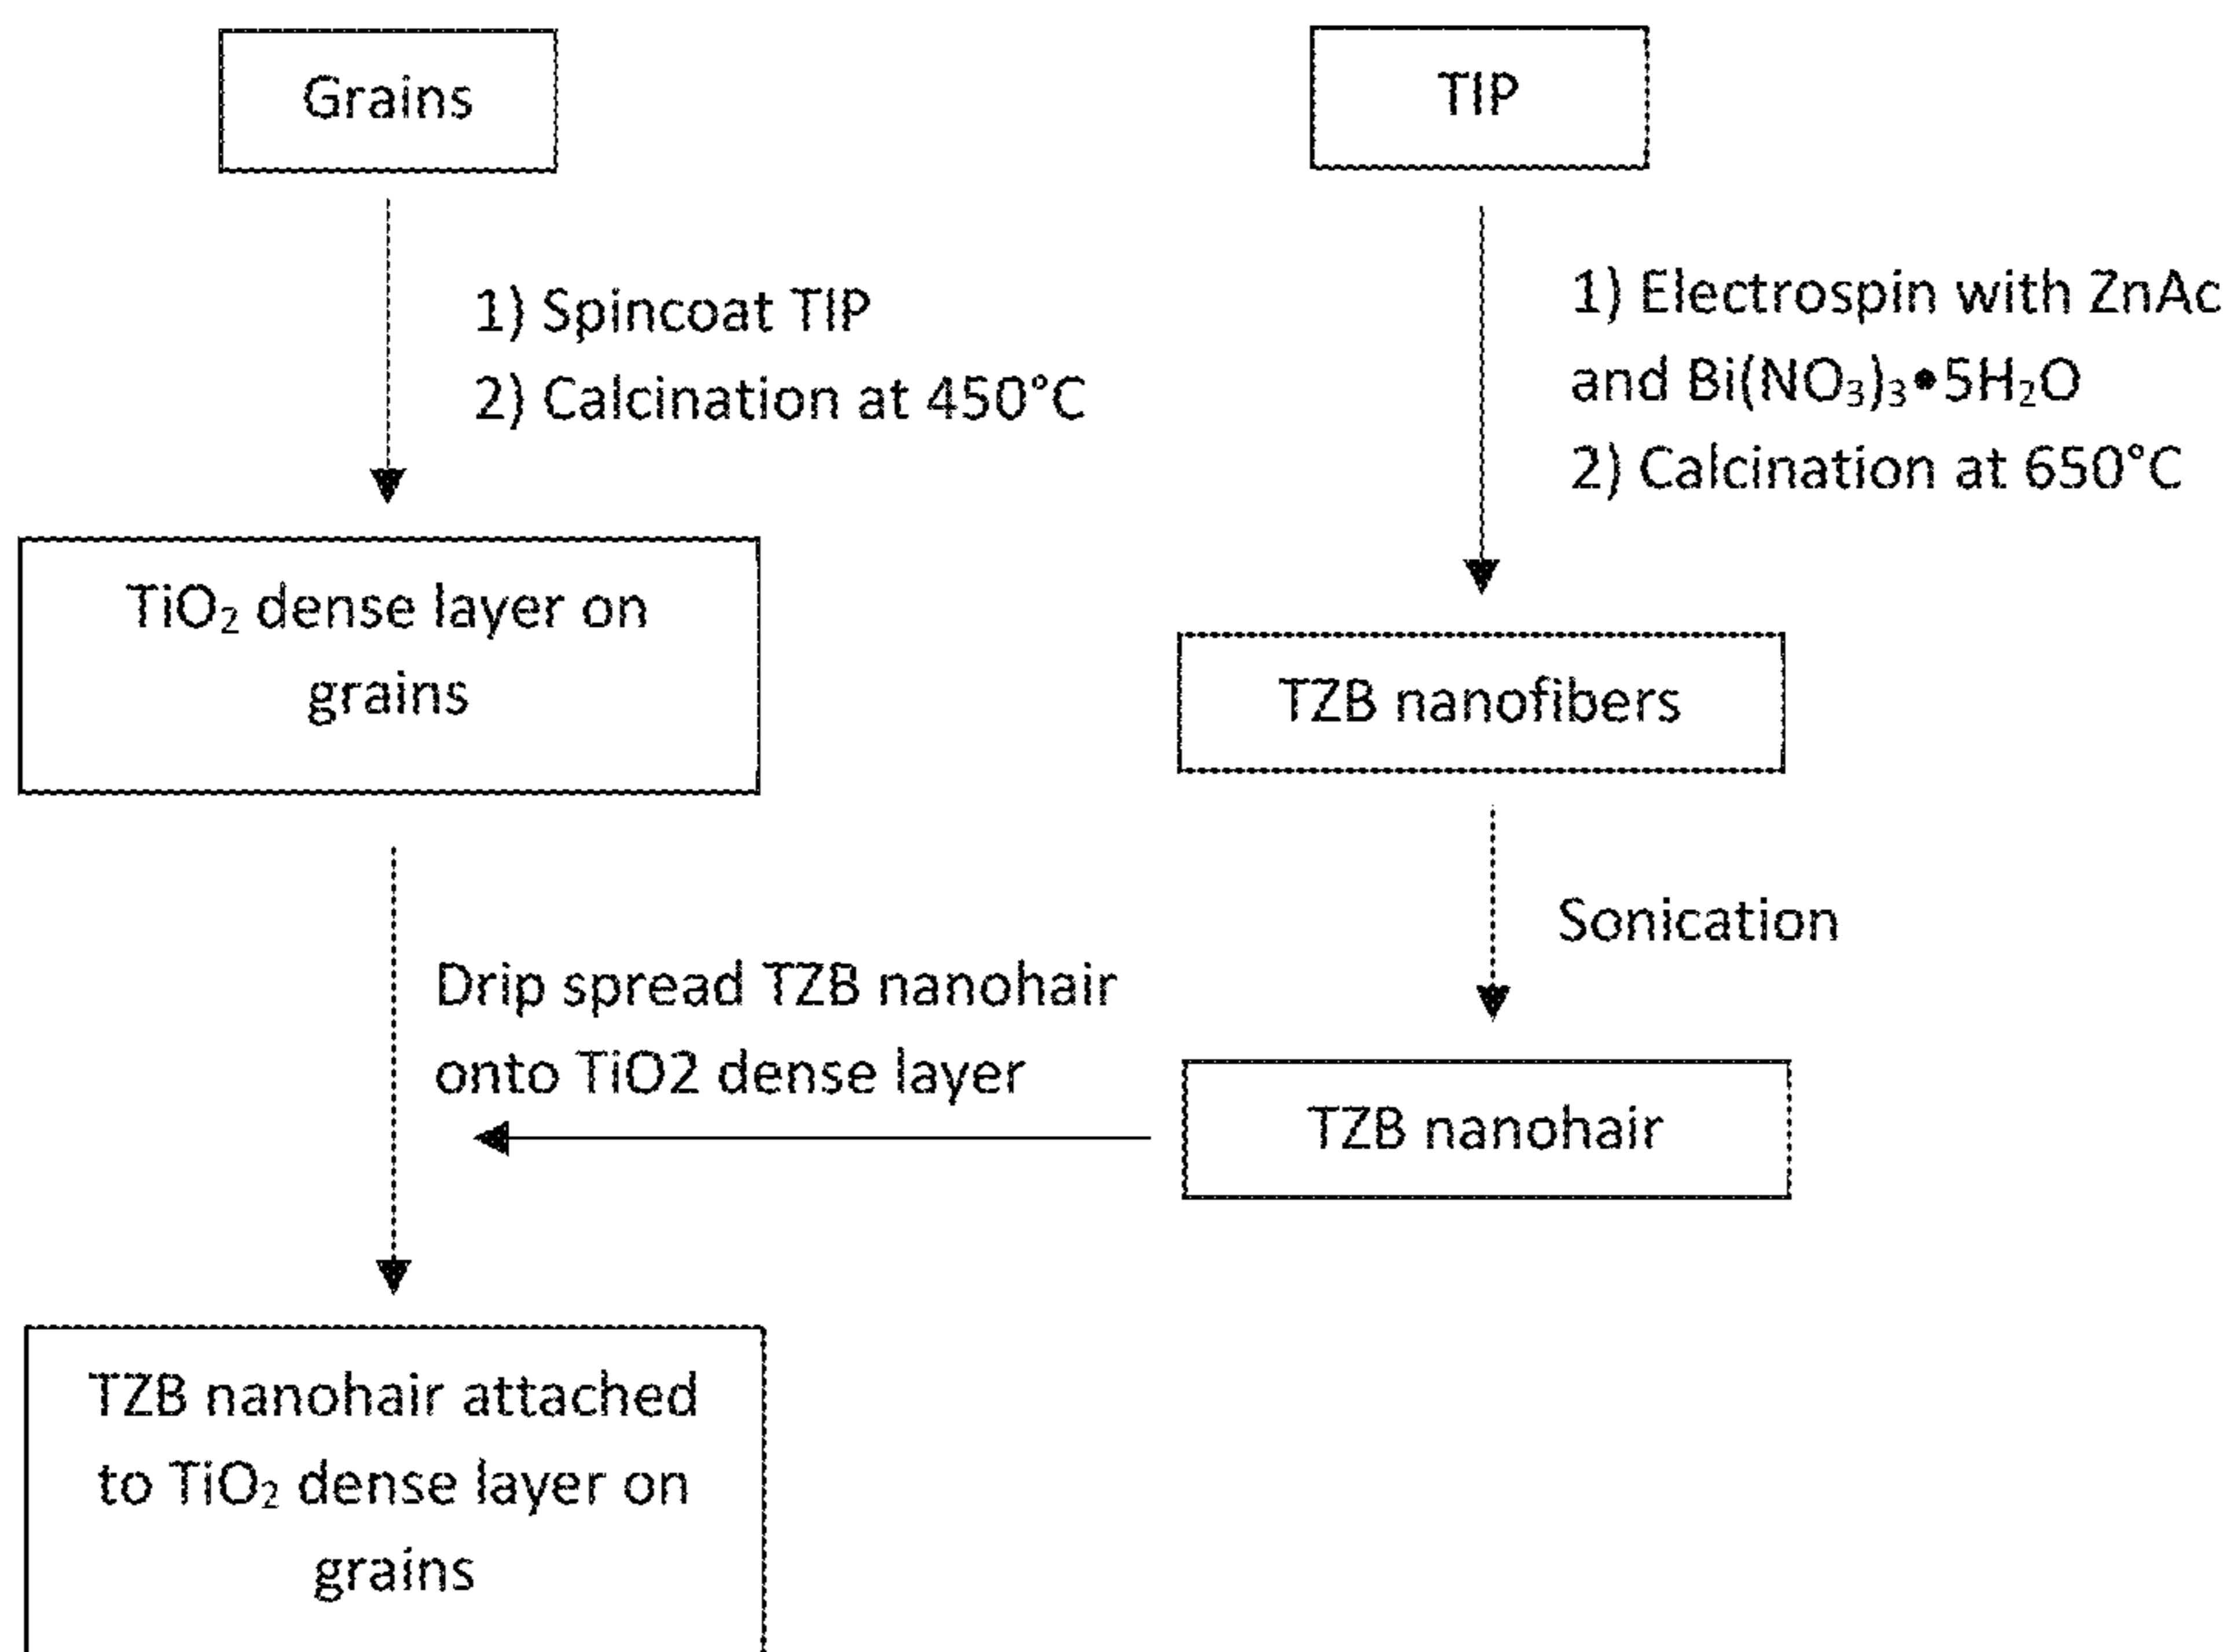 Grains
TIP
1) Spincoat TIP
2) Calcination at 450°C
1) Electrospin with ZnAc
and Bi(NO₃)₃•5H₂O
2) Calcination at 650°C
TiO₂ dense layer on
grains
TZB nanofibers
Sonication
Drip spread TZB nanohair
onto TiO2 dense layer
TZB nanohair
TZB nanohair attached
to TiO₂ dense layer on
grains